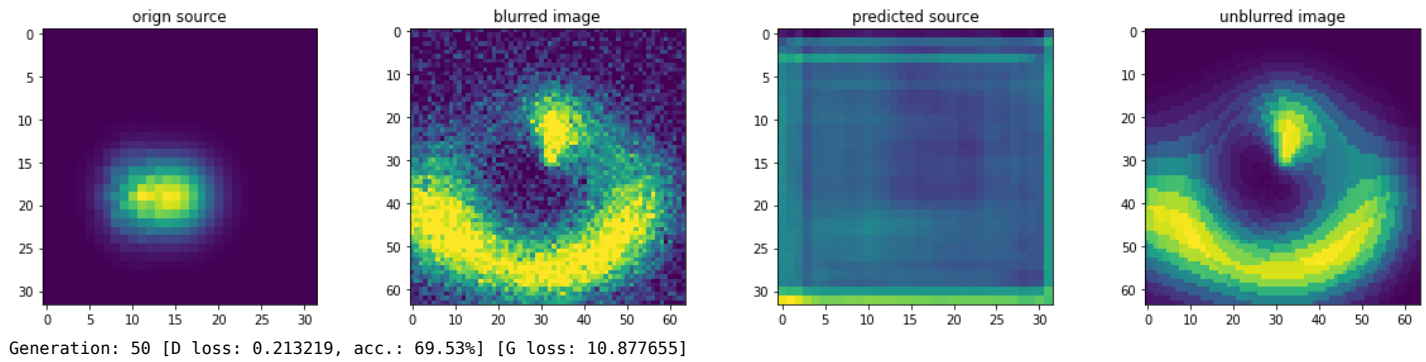 orign source blurred image predicted source unblurred image
0 0 0 0
5 10 5 10
10 20 10 20
15 30 15 30
20 40 20 40
25 50 25 50
30 60 30 60
0 5 10 15 20 25 30 0 10 20 30 40 50 60 0 5 10 15 20 25 30 0 10 20 30 40 50 60
Generation: 50 [D loss: 0.213219, acc.: 69.53%] [G loss: 10.877655]